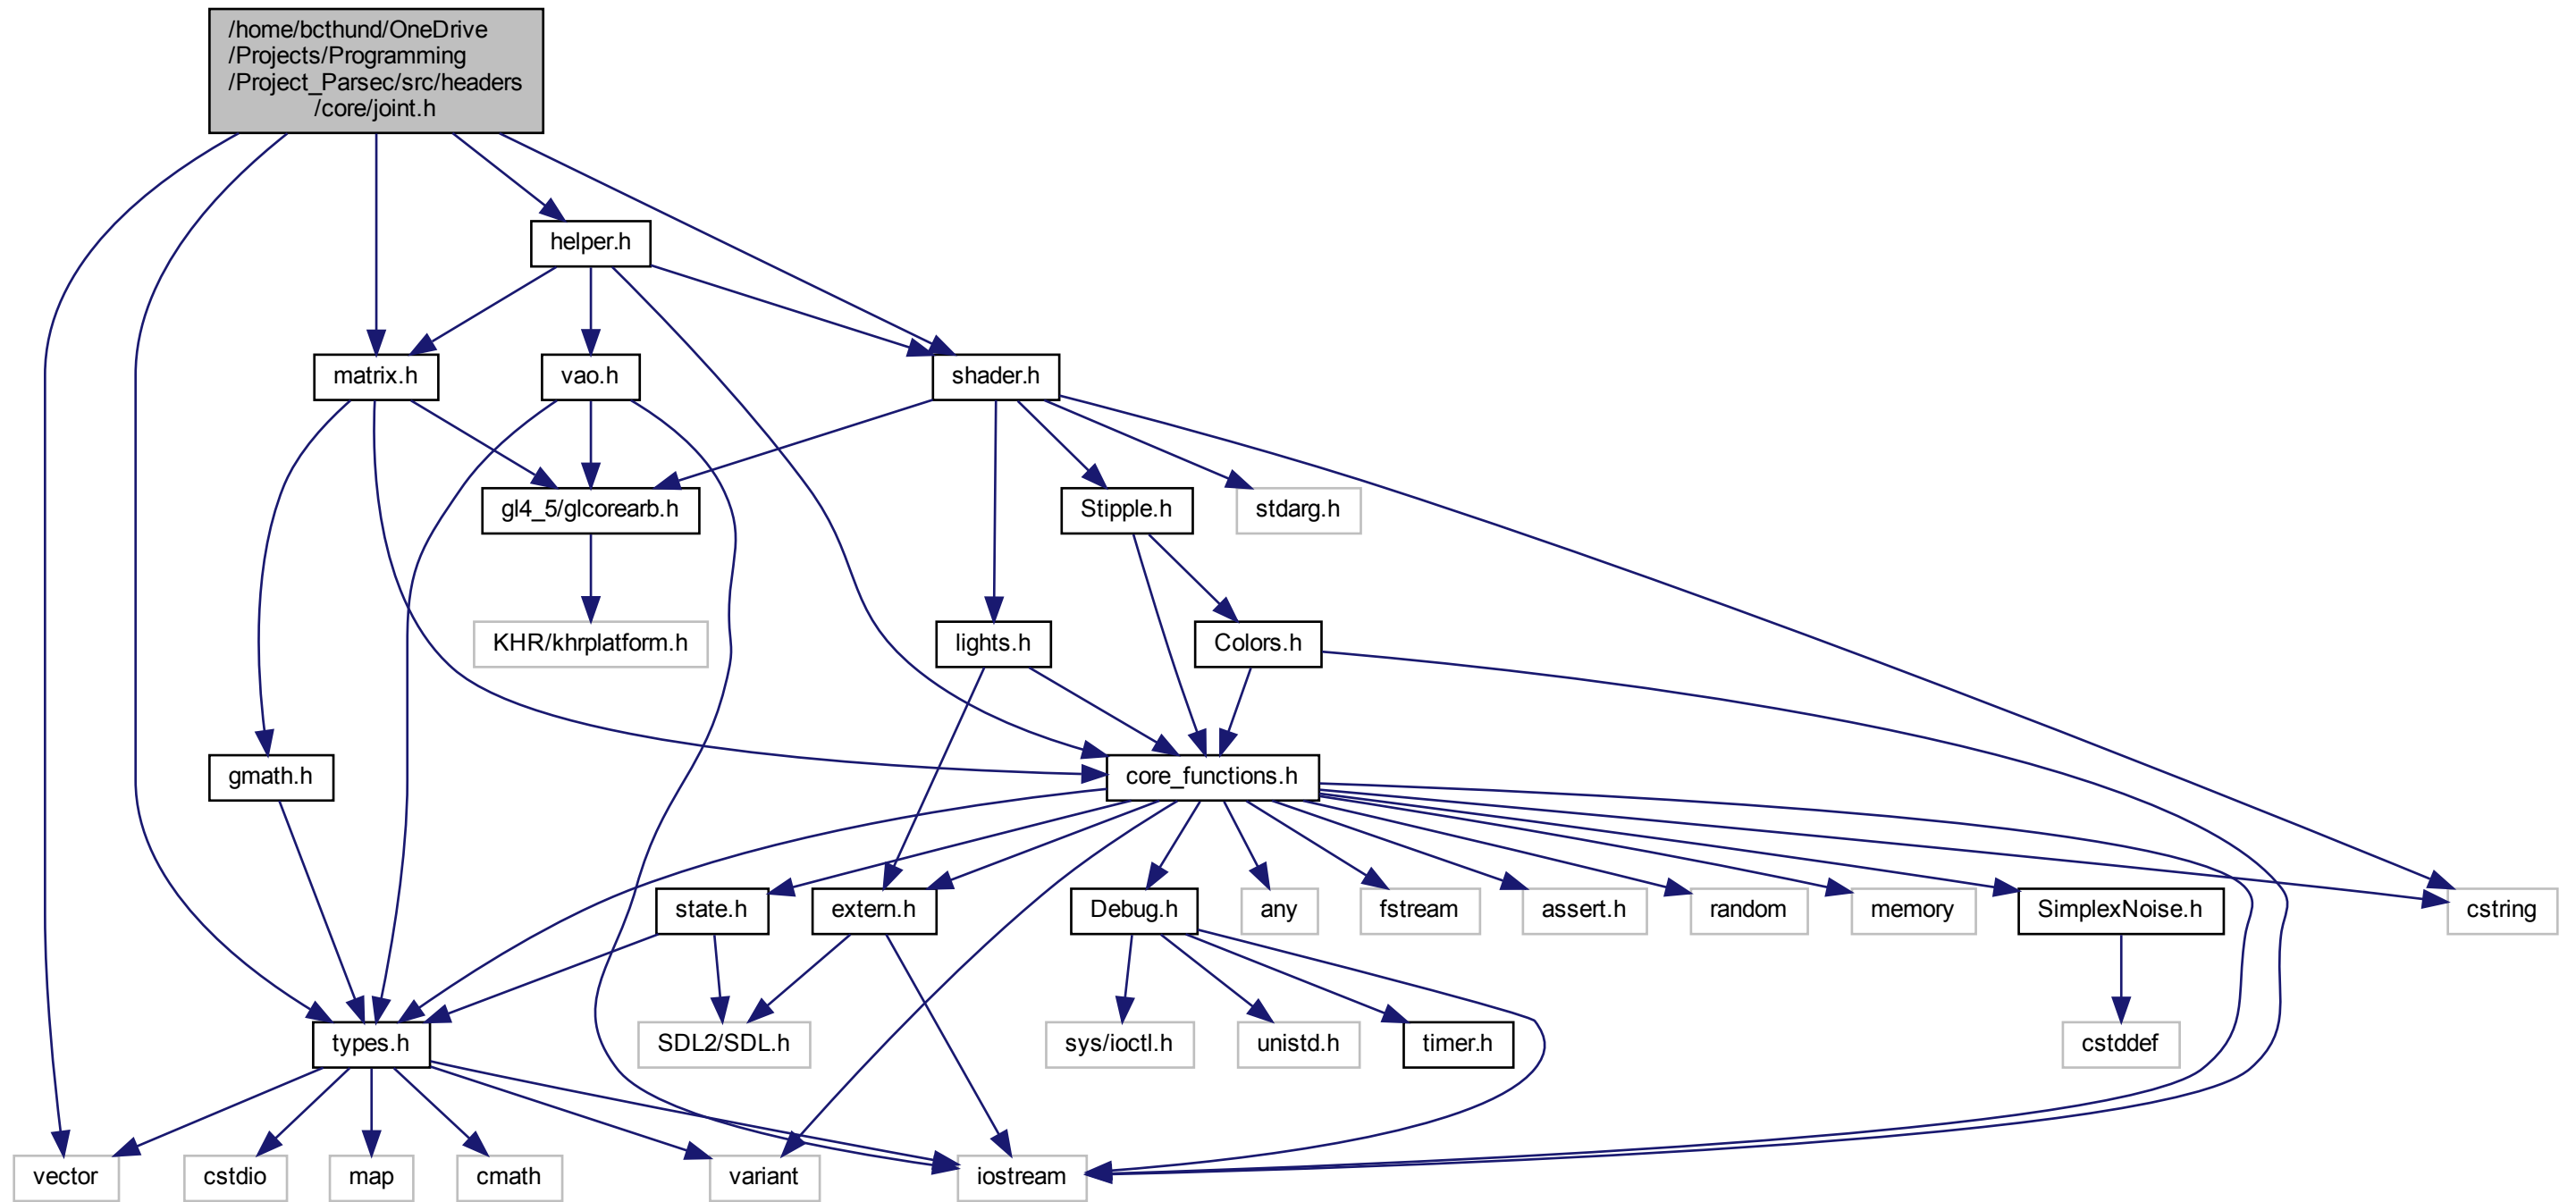 /home/bcthund/OneDrive
/Projects/Programming
/Project_Parsec/src/headers
/core/joint.h
helper.h
matrix.h
vao.h
shader.h
gl4_5/glcorearb.h
Stipple.h
stdarg.h
KHR/khrplatform.h
lights.h
Colors.h
gmath.h
core_functions.h
state.h
extern.h
Debug.h
any
fstream
assert.h
random
memory
SimplexNoise.h
cstring
types.h
SDL2/SDL.h
sys/ioctl.h
unistd.h
timer.h
cstddef
vector
cstdio
map
cmath
variant
iostream